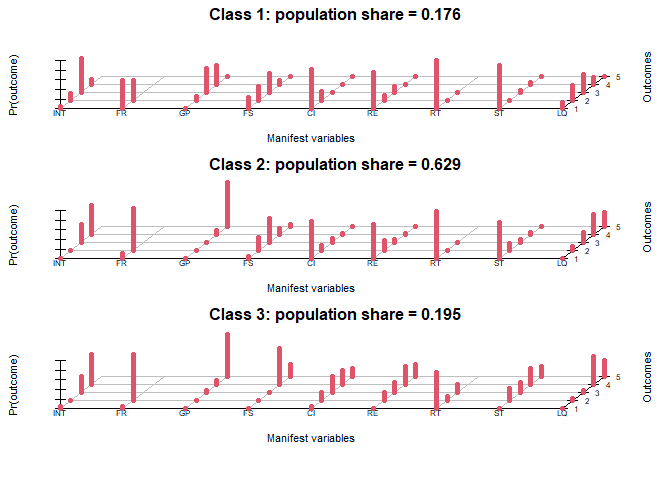 Class 1: population share = 0.176
Pr(outcome)
Outcomes
5
4
3
2
1
INT FR GP FS CI RE RT ST LQ
Manifest variables
Class 2: population share = 0.629
Pr(outcome)
Outcomes
5
4
3
2
1
INT FR GP FS CI RE RT ST LQ
Manifest variables
Class 3: population share = 0.195
Pr(outcome)
Outcomes
5
4
3
2
1
INT FR GP FS CI RE RT ST LQ
Manifest variables